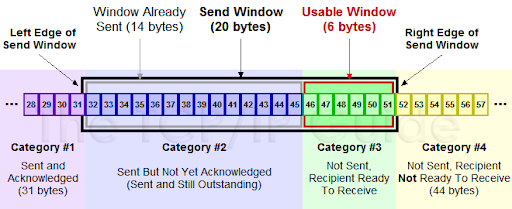 Window Already
Sent (14 bytes)
Send Window
(20 bytes)
Usable Window
(6 bytes)
Left Edge of
Send Window
Right Edge of
Send Window
... 28 29 30 31 32 33 34 35 36 37 38 39 40 41 42 43 44 45 46 47 48 49 50 51 52 53 54 55 56 57 ...
The TCP/IP Guide
Category #1
Sent and
Acknowledged
(31 bytes)
Category #2
Sent But Not Yet Acknowledged
(Sent and Still Outstanding)
Category #3
Not Sent,
Recipient Ready
To Receive
Category #4
Not Sent, Recipient
Not Ready To Receive
(44 bytes)